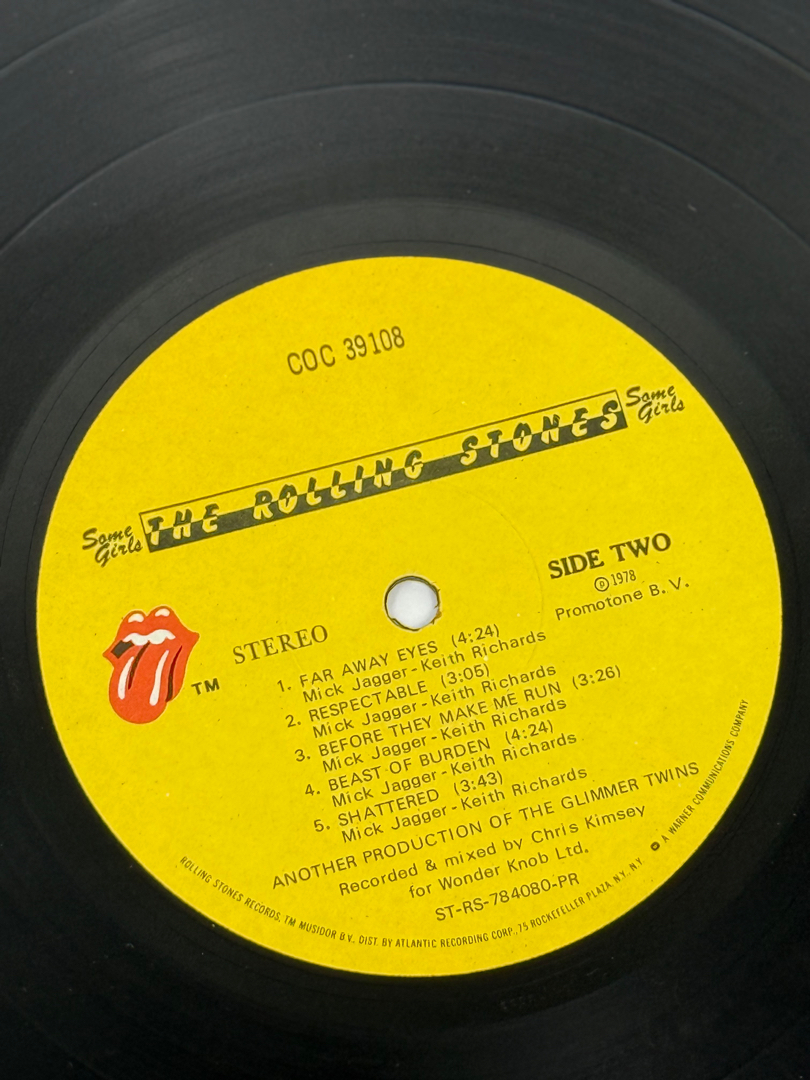 COC 39108
Some Girls
THE ROLLING STONES
Some Girls
SIDE TWO
Ⓟ 1978
Promotone B. V.
STEREO
TM
1. FAR AWAY EYES (4:24)
Mick Jagger-Keith Richards
2. RESPECTABLE (3:05)
Mick Jagger-Keith Richards
3. BEFORE THEY MAKE ME RUN (3:26)
Mick Jagger-Keith Richards
4. BEAST OF BURDEN (4:24)
Mick Jagger-Keith Richards
5. SHATTERED (3:43)
Mick Jagger-Keith Richards
ANOTHER PRODUCTION OF THE GLIMMER TWINS
Recorded & mixed by Chris Kimsey
for Wonder Knob Ltd.
ST-RS-784080-PR
ROLLING STONES RECORDS, TM MUSIDOR B.V., DIST. BY ATLANTIC RECORDING CORP., 75 ROCKEFELLER PLAZA, N.Y., N.Y. A WARNER COMMUNICATIONS COMPANY